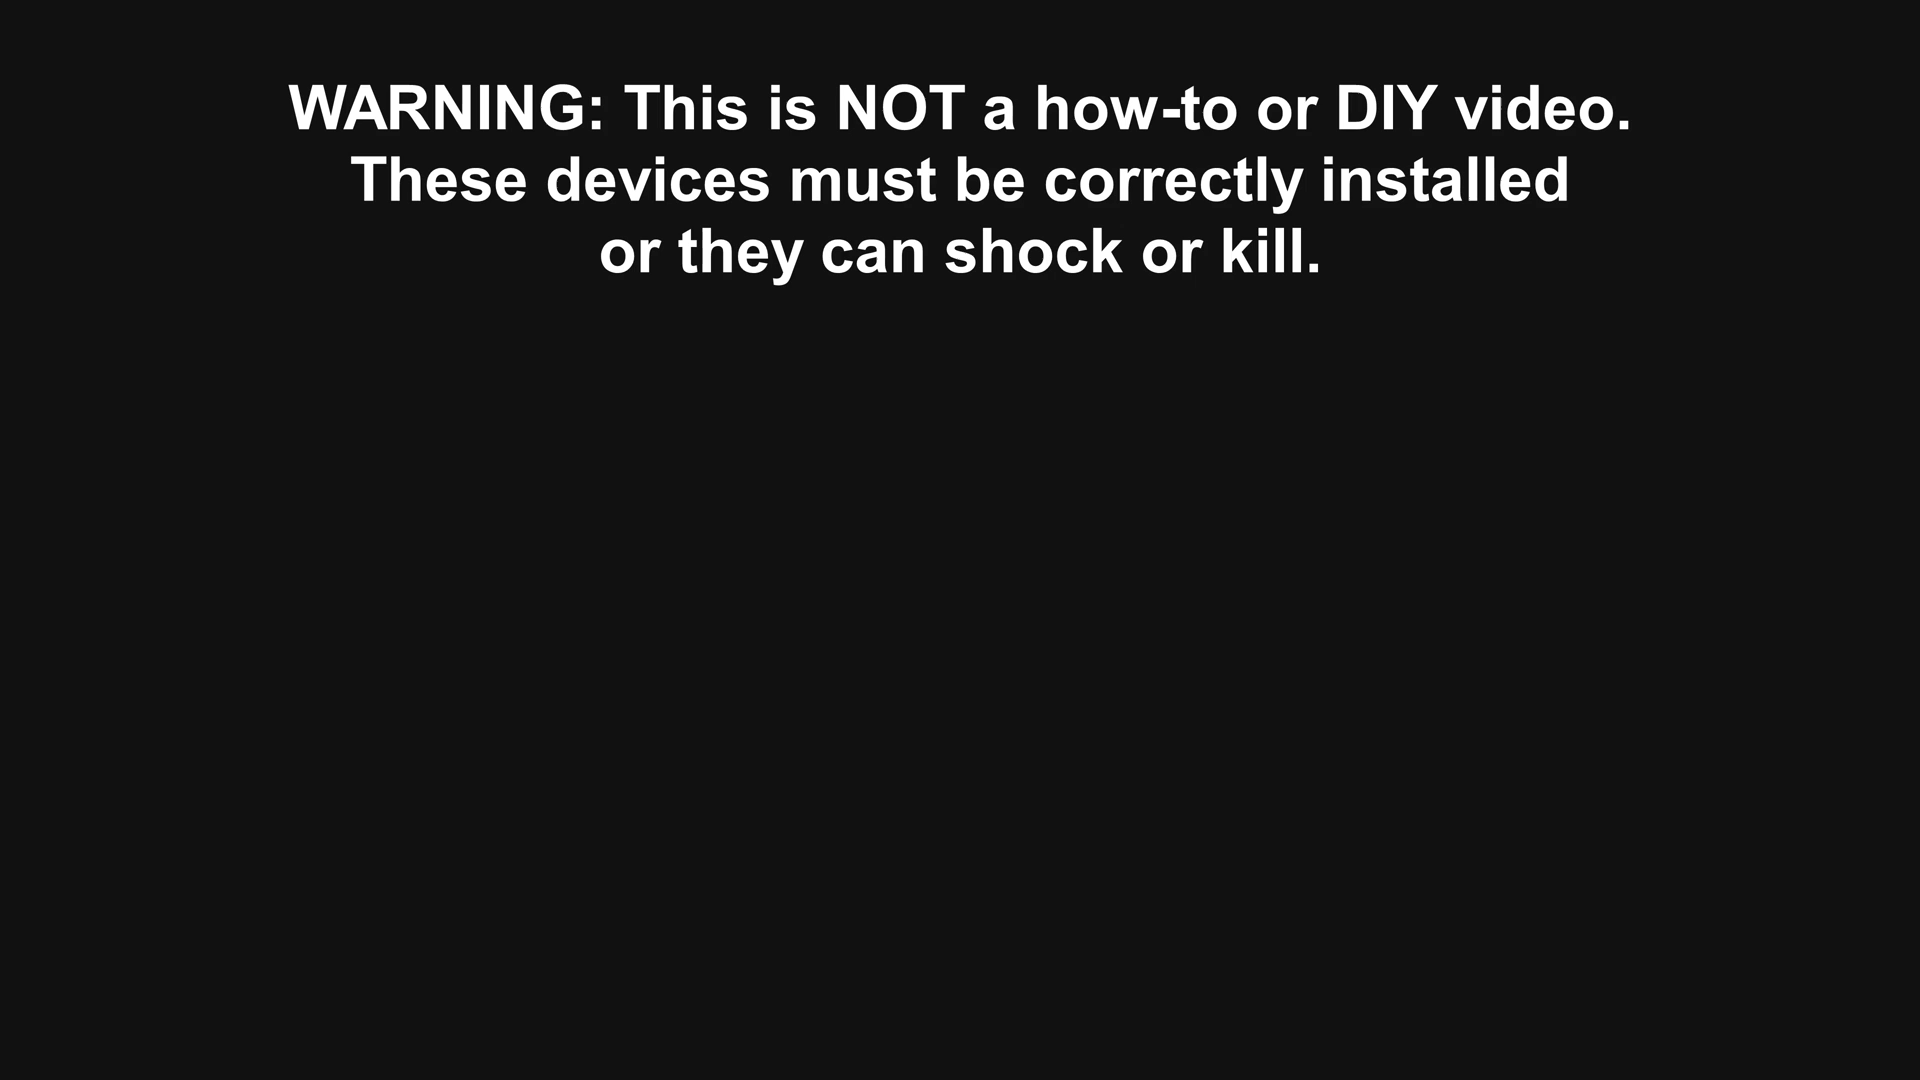 WARNING: This is NOT a how-to or DIY video.
These devices must be correctly installed
or they can shock or kill.